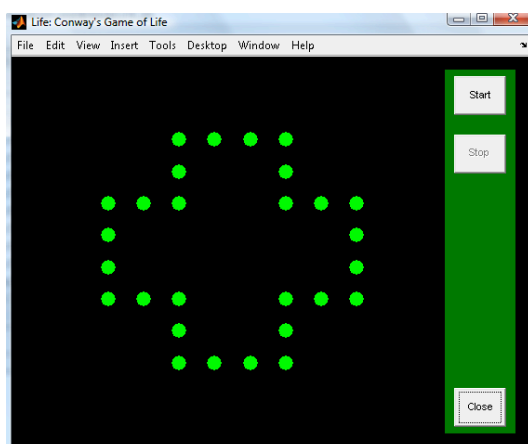 Life: Conway's Game of Life
File Edit View Insert Tools Desktop Window Help
Start
Stop
Close